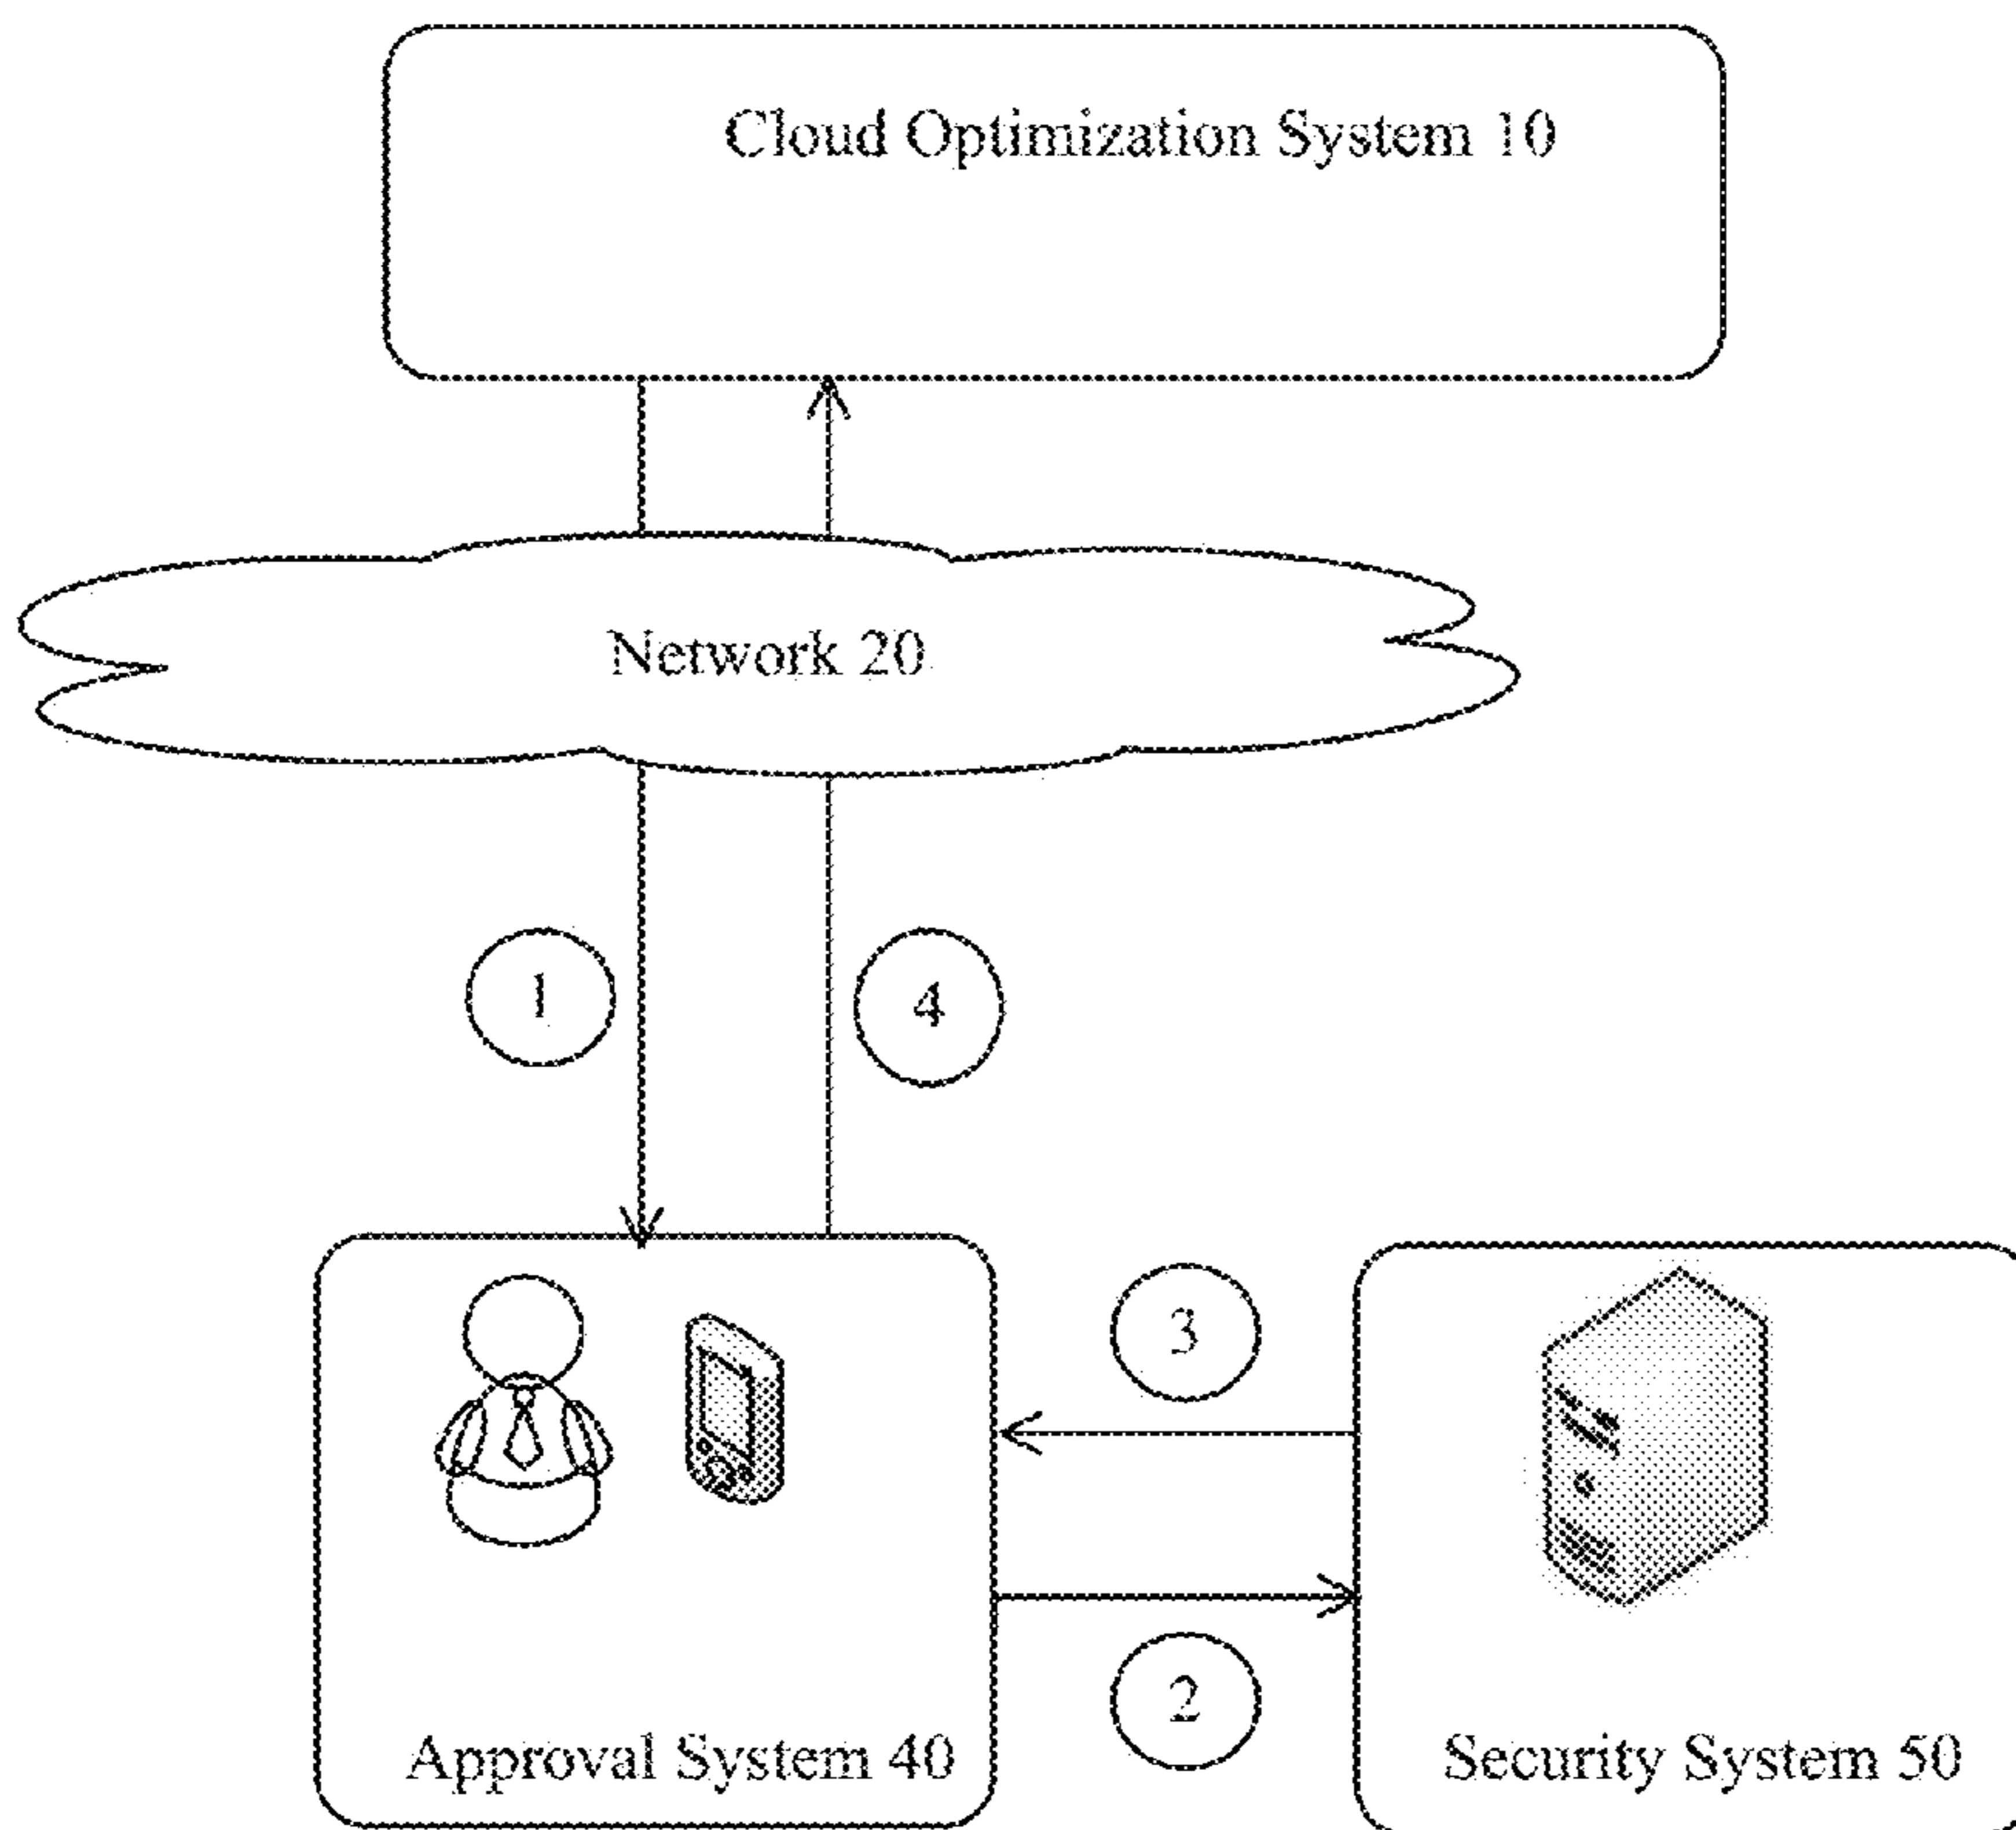 Cloud Optimization System 10
Network 20
1
4
3
2
Approval System 40
Security System 50